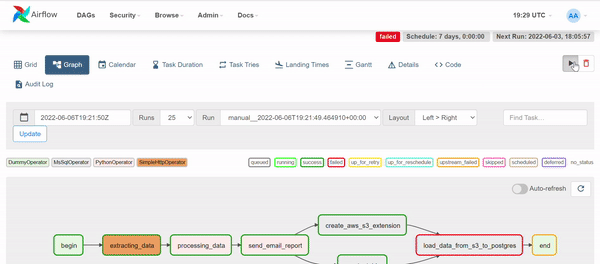 Airflow DAGs Security Browse Admin Docs 19:29 UTC AA
failed Schedule: 7 days, 0:00:00 Next Run: 2022-06-03, 18:05:57
Grid Graph Calendar Task Duration Task Tries Landing Times Gantt Details <> Code
Audit Log
2022-06-06T19:21:50Z Runs 25 Run manual__2022-06-06T19:21:49.464910+00:00 Layout Left > Right Find Task...
Update
DummyOperator MsSqlOperator PythonOperator SimpleHttpOperator queued running success failed up_for_retry up_for_reschedule upstream_failed skipped scheduled deferred no_status
Auto-refresh
create_aws_s3_extension
begin extracting_data processing_data send_email_report load_data_from_s3_to_postgres end